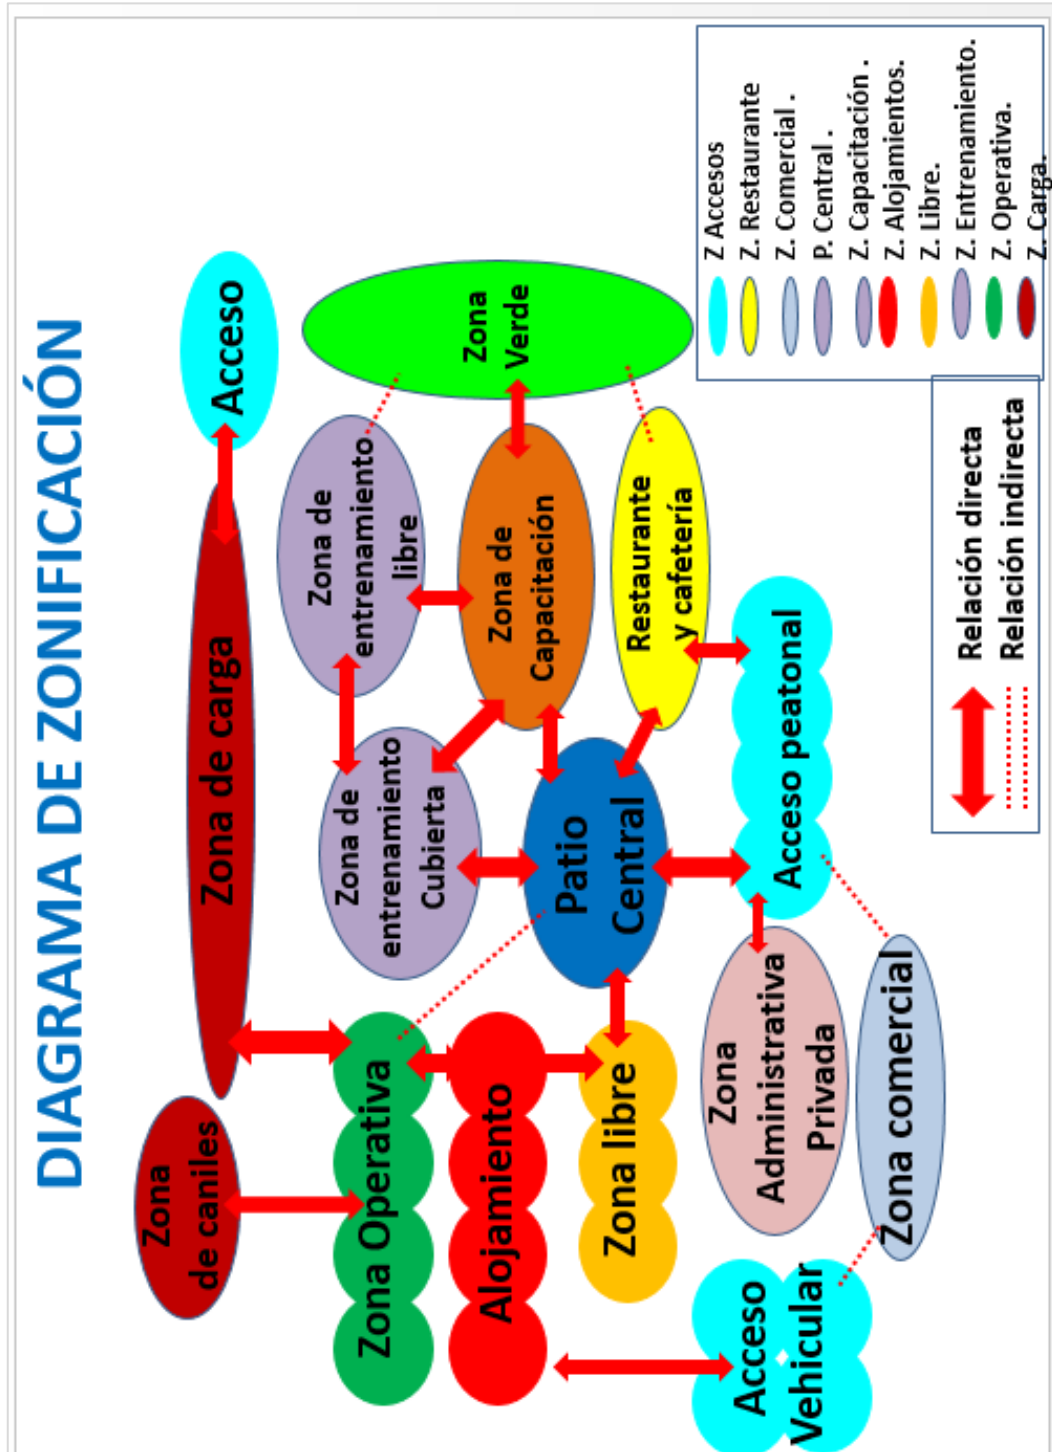 DIAGRAMA DE ZONIFICACIÓN
Zona
de caniles
Zona de carga
Acceso
Zona Operativa
Zona de
entrenamiento
Cubierta
Zona de
entrenamiento
libre
Alojamiento
Zona
Verde
Zona de
Capacitación
Patio
Central
Zona libre
Restaurante
y cafetería
Acceso
Vehicular
Zona
Administrativa
Privada
Acceso peatonal
Zona comercial
Relación directa
Relación indirecta
Z Accesos
Z. Restaurante
Z. Comercial .
P. Central .
Z. Capacitación .
Z. Alojamientos.
Z. Libre.
Z. Entrenamiento.
Z. Operativa.
Z. Carga.